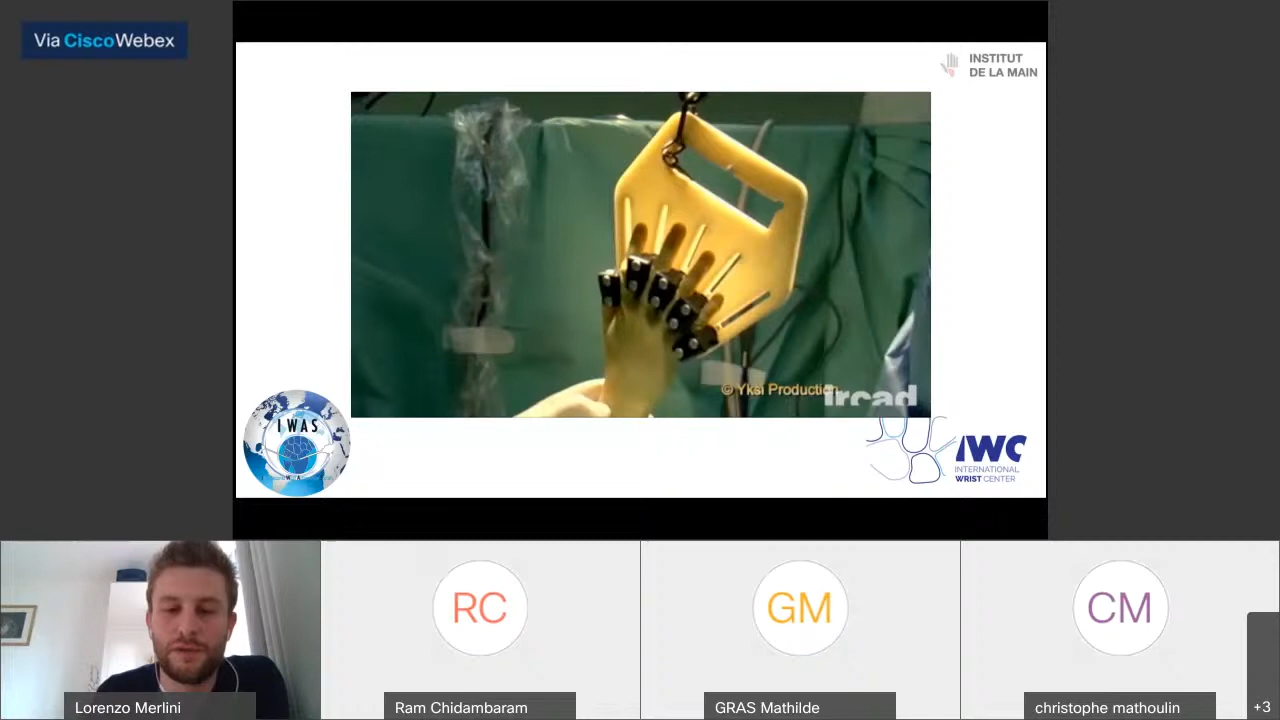 Via CiscoWebex
INSTITUT
DE LA MAIN
© Yksi Production
Ircad
IWAS
IWC
INTERNATIONAL
WRIST CENTER
RC
GM
CM
Lorenzo Merlini
Ram Chidambaram
GRAS Mathilde
christophe mathoulin
+3